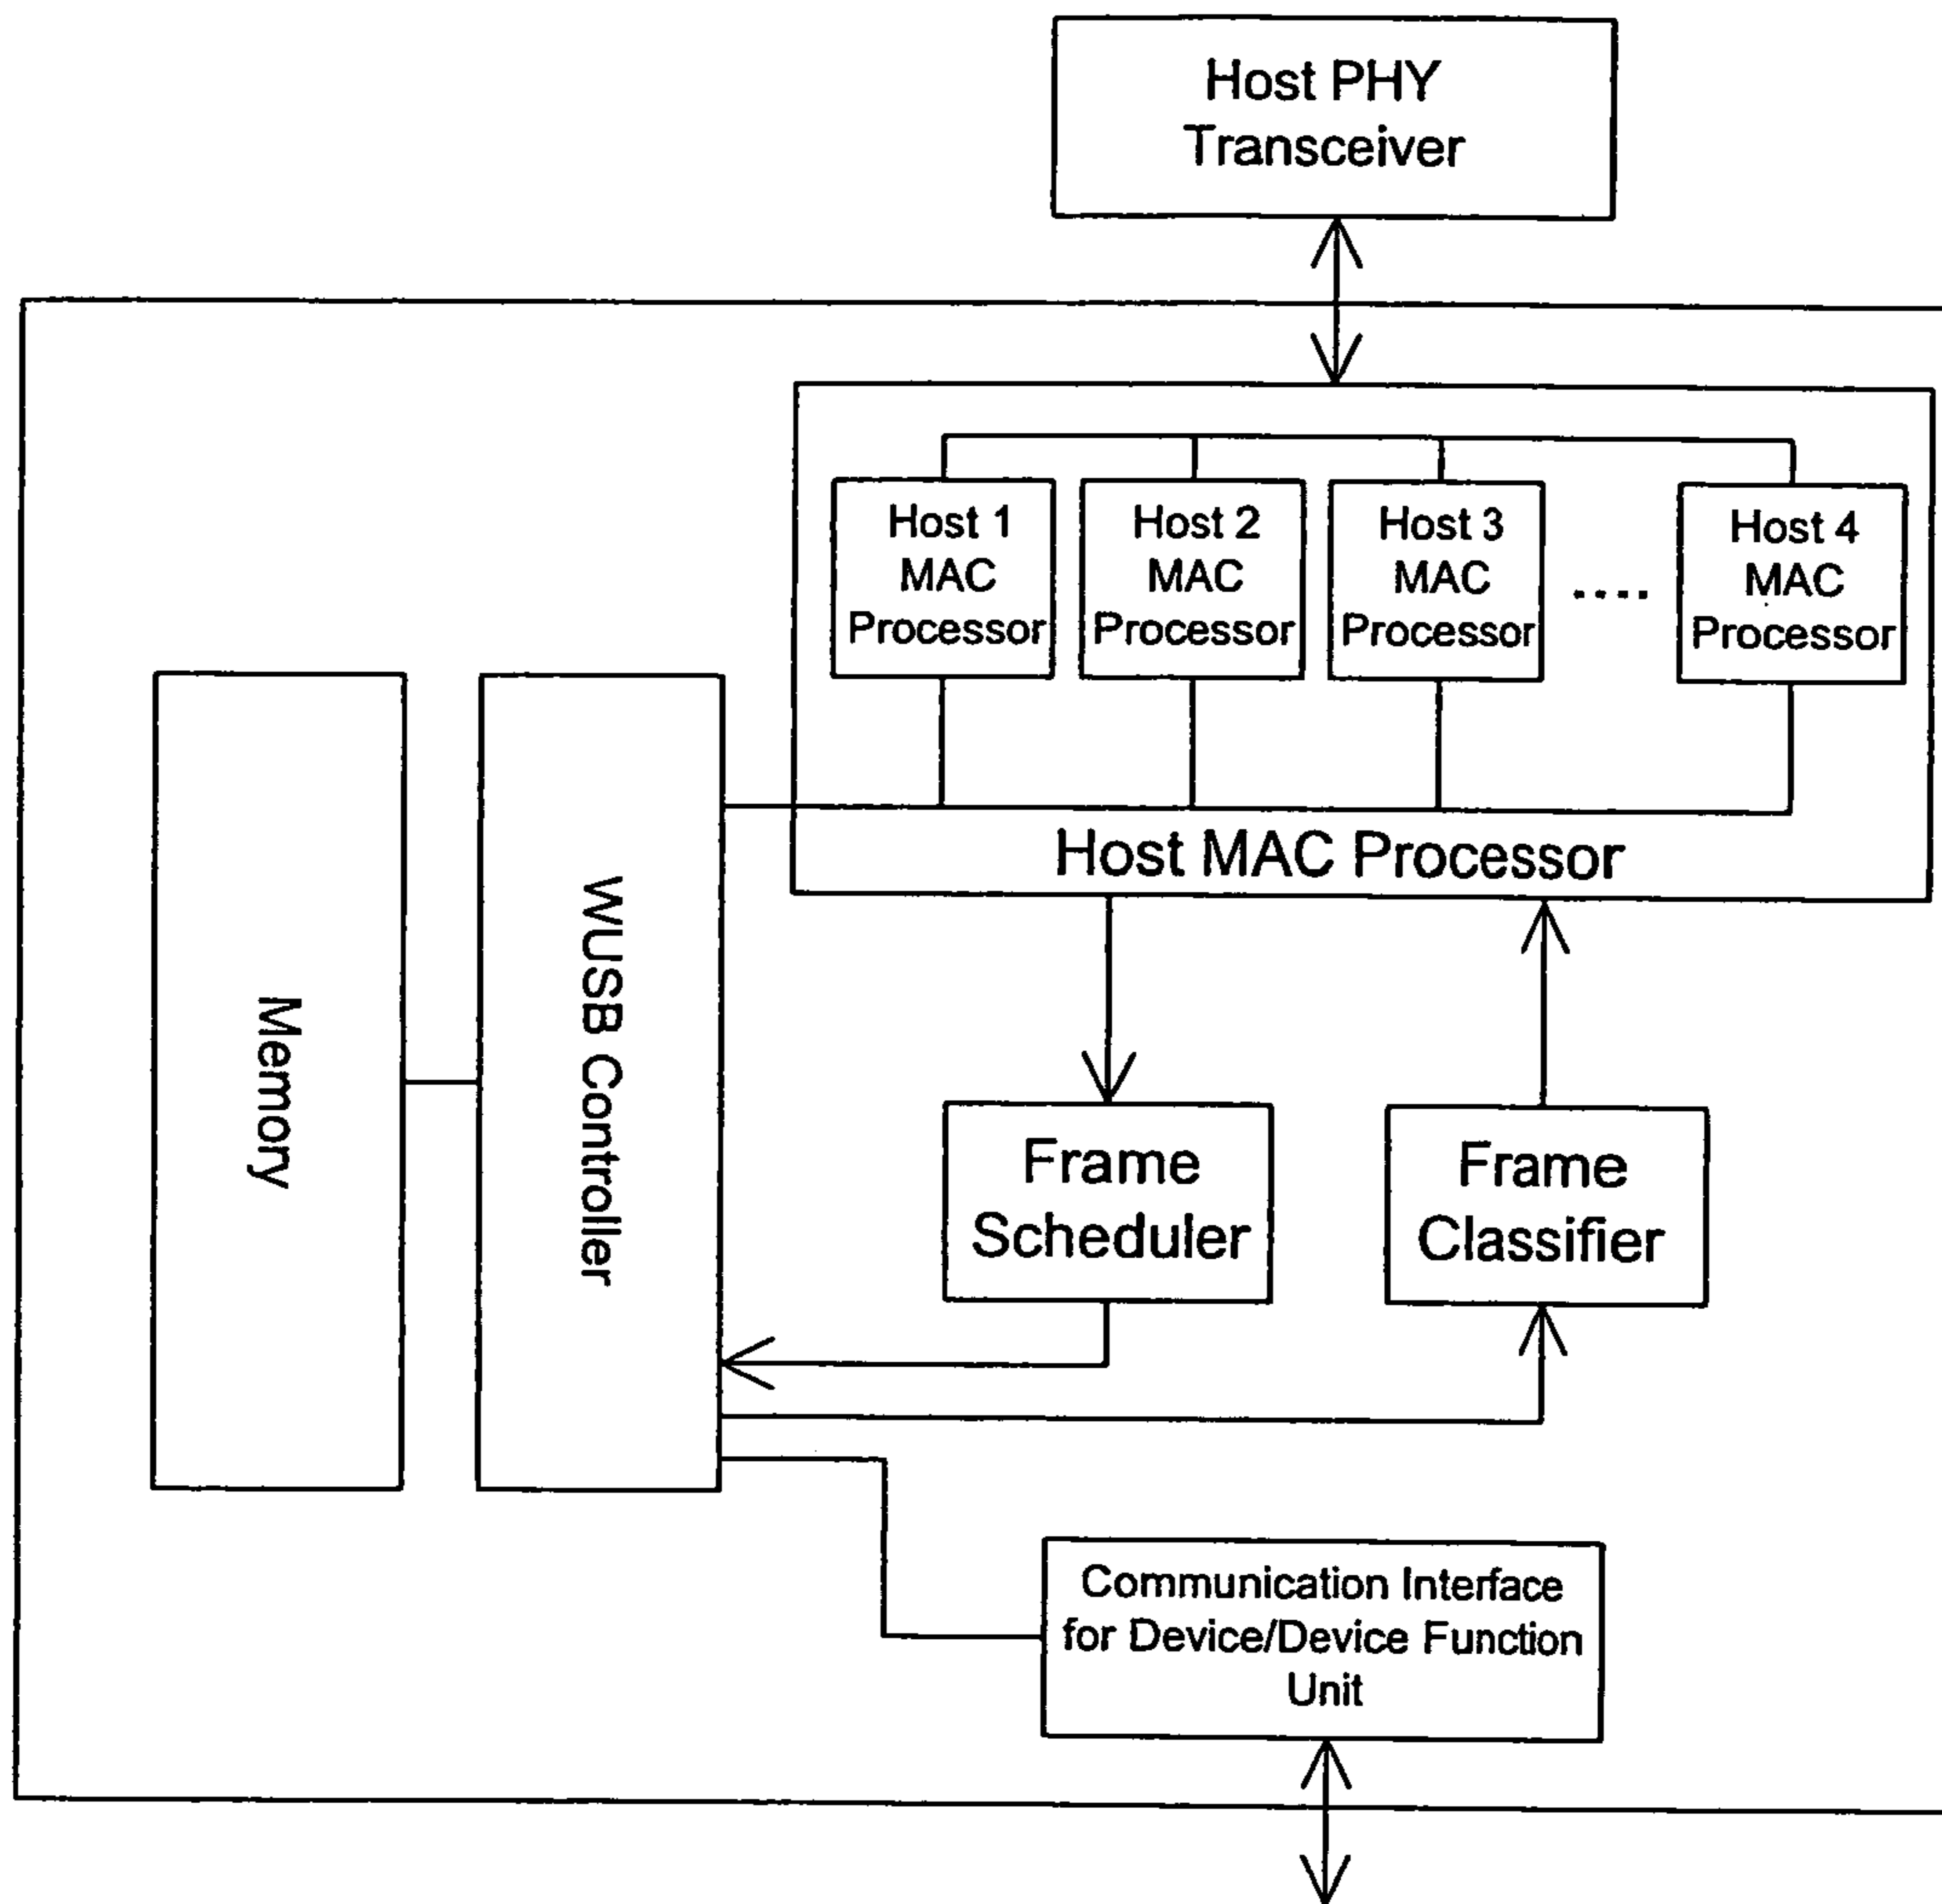 Host PHY
Transceiver
Host 1
MAC
Processor
Host 2
MAC
Processor
Host 3
MAC
Processor
....
Host 4
MAC
Processor
Host MAC Processor
Memory
WUSB Controller
Frame
Scheduler
Frame
Classifier
Communication Interface
for Device/Device Function
Unit